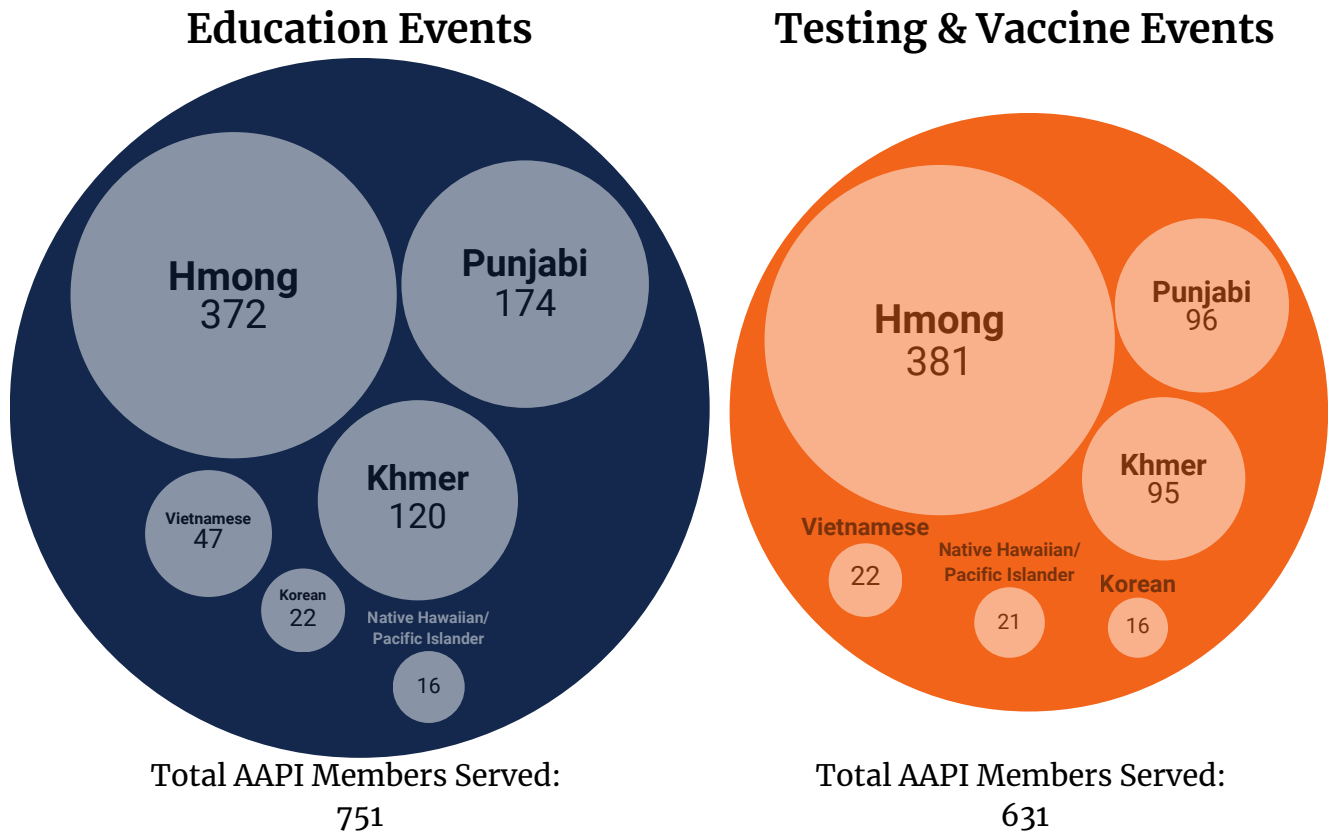 Education Events
Hmong
372
Punjabi
174
Khmer
120
Vietnamese
47
Korean
22
Native Hawaiian/
Pacific Islander
16
Total AAPI Members Served:
751
Testing & Vaccine Events
Hmong
381
Punjabi
96
Khmer
95
Vietnamese
22
Native Hawaiian/
Pacific Islander
21
Korean
16
Total AAPI Members Served:
631